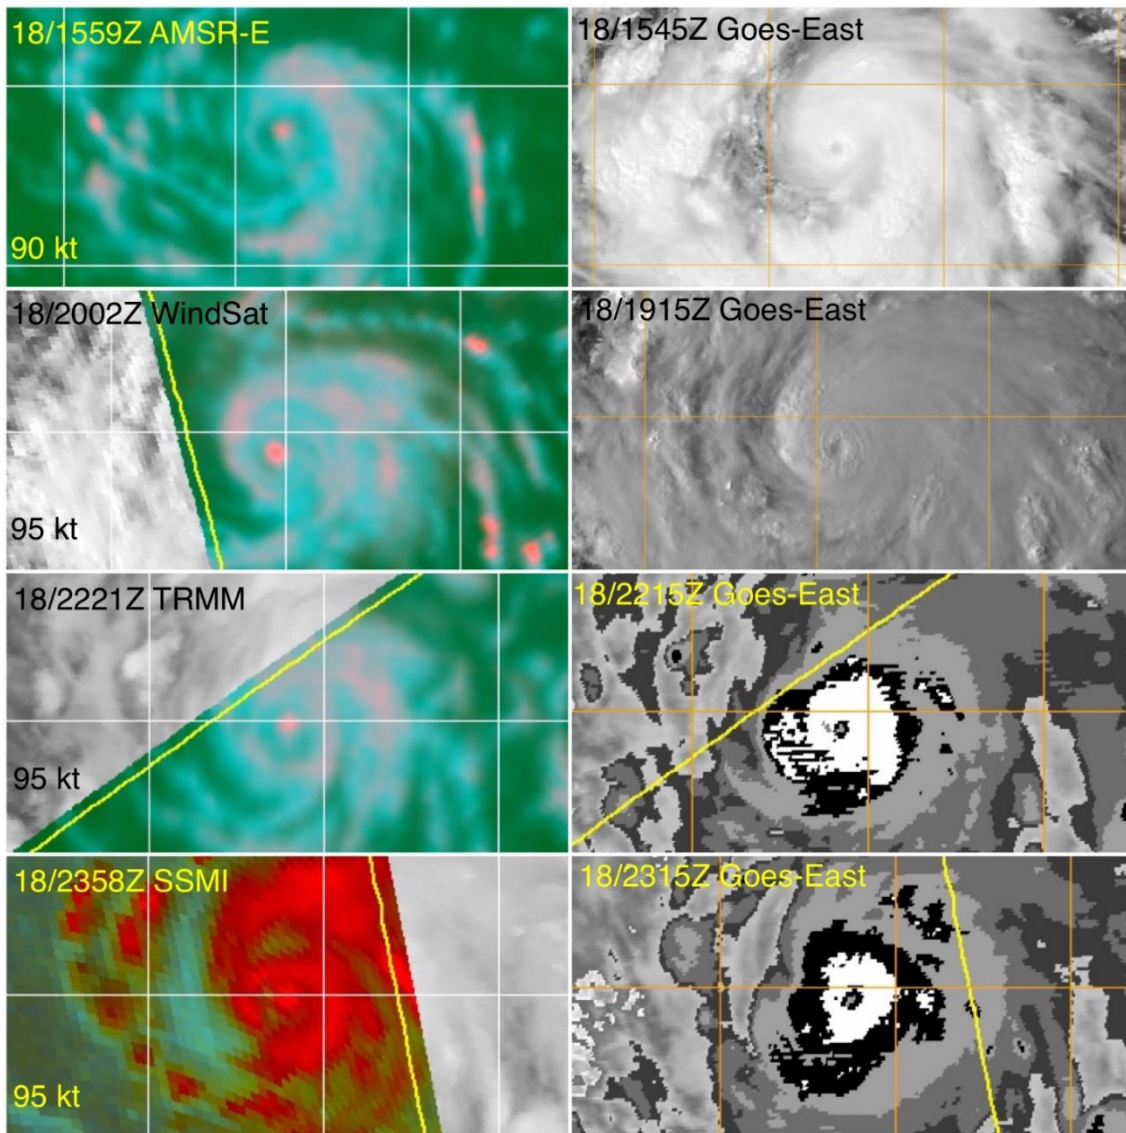 18/1559Z AMSR-E
90 kt
18/1545Z Goes-East
18/2002Z WindSat
95 kt
18/1915Z Goes-East
18/2221Z TRMM
95 kt
18/2215Z Goes-East
18/2358Z SSMI
95 kt
18/2315Z Goes-East